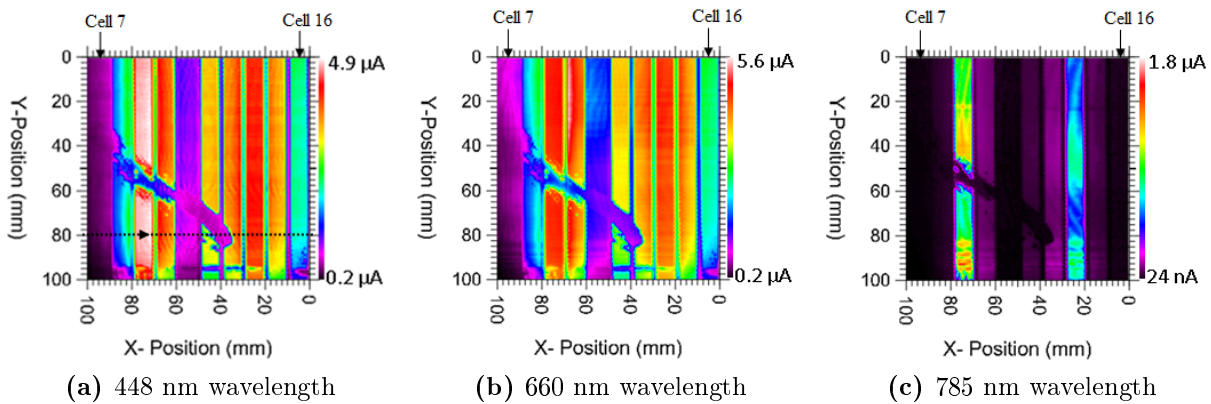 Cell 7 Cell 16
0 20 40 60 80 100
Y-Position (mm)
100 80 60 40 20 0
X- Position (mm)
4.9 µA
0.2 µA
(a) 448 nm wavelength
Cell 7 Cell 16
0 20 40 60 80 100
Y-Position (mm)
100 80 60 40 20 0
X- Position (mm)
5.6 µA
0.2 µA
(b) 660 nm wavelength
Cell 7 Cell 16
0 20 40 60 80 100
Y-Position (mm)
100 80 60 40 20 0
X- Position (mm)
1.8 µA
24 nA
(c) 785 nm wavelength